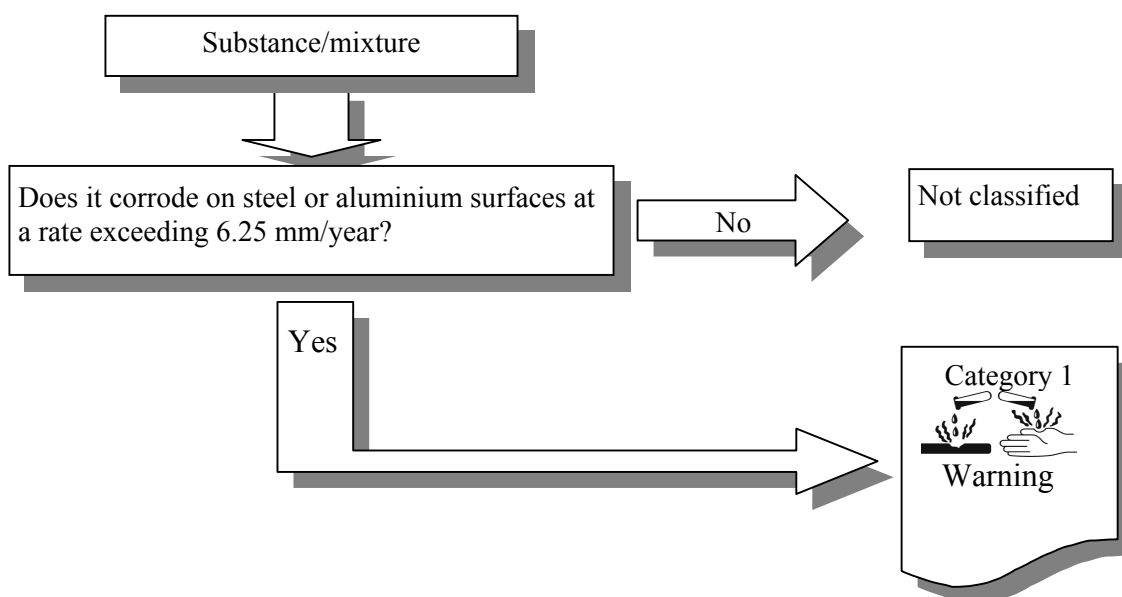 Substance/mixture
Does it corrode on steel or aluminium surfaces at
a rate exceeding 6.25 mm/year?
No
Not classified
Yes
Category 1
Warning